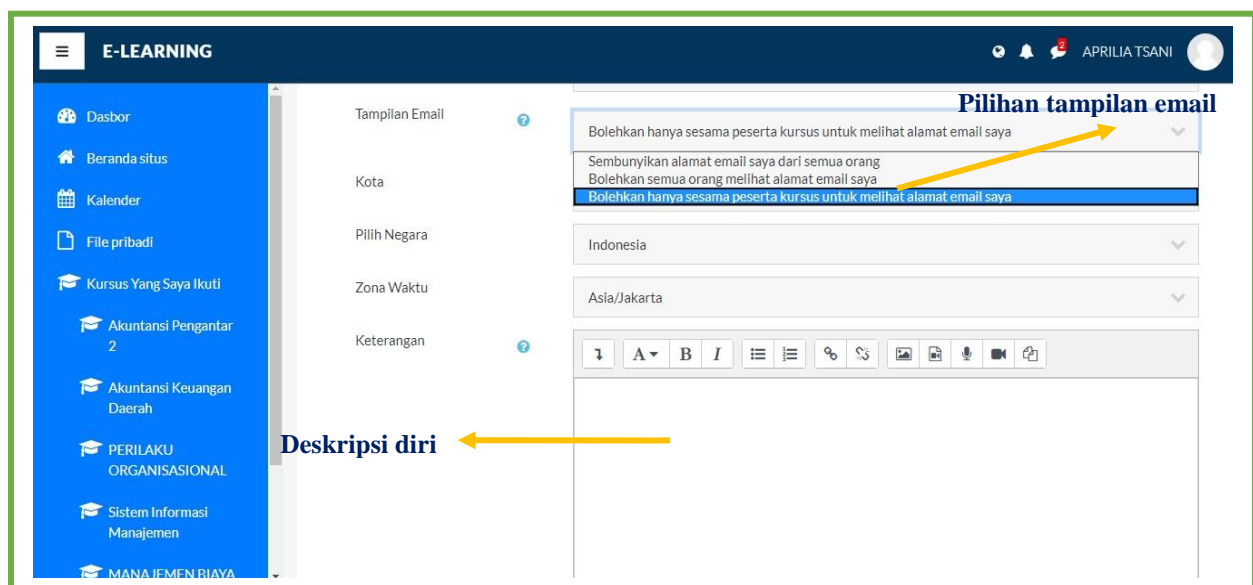 E-LEARNING
2
APRILIA TSANI
Dasbor
Beranda situs
Kalender
File pribadi
Kursus Yang Saya Ikuti
Akuntansi Pengantar
2
Akuntansi Keuangan
Daerah
PERILAKU
ORGANISASIONAL
Sistem Informasi
Manajemen
MANAJEMEN BIAYA
Pilihan tampilan email
Tampilan Email
Bolehkan hanya sesama peserta kursus untuk melihat alamat email saya
Sembunyikan alamat email saya dari semua orang
Bolehkan semua orang melihat alamat email saya
Bolehkan hanya sesama peserta kursus untuk melihat alamat email saya
Kota
Pilih Negara
Indonesia
Zona Waktu
Asia/Jakarta
Keterangan
A B I
Deskripsi diri